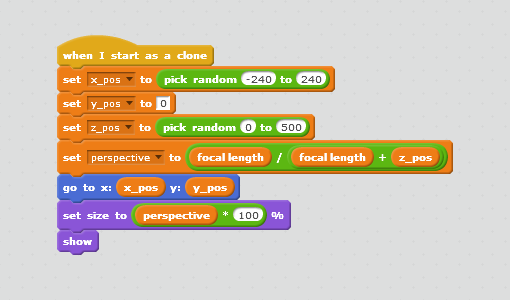 when I start as a clone
set x_pos to pick random -240 to 240
set y_pos to 0
set z_pos to pick random 0 to 500
set perspective to focal length / focal length + z_pos
go to x: x_pos y: y_pos
set size to perspective * 100 %
show